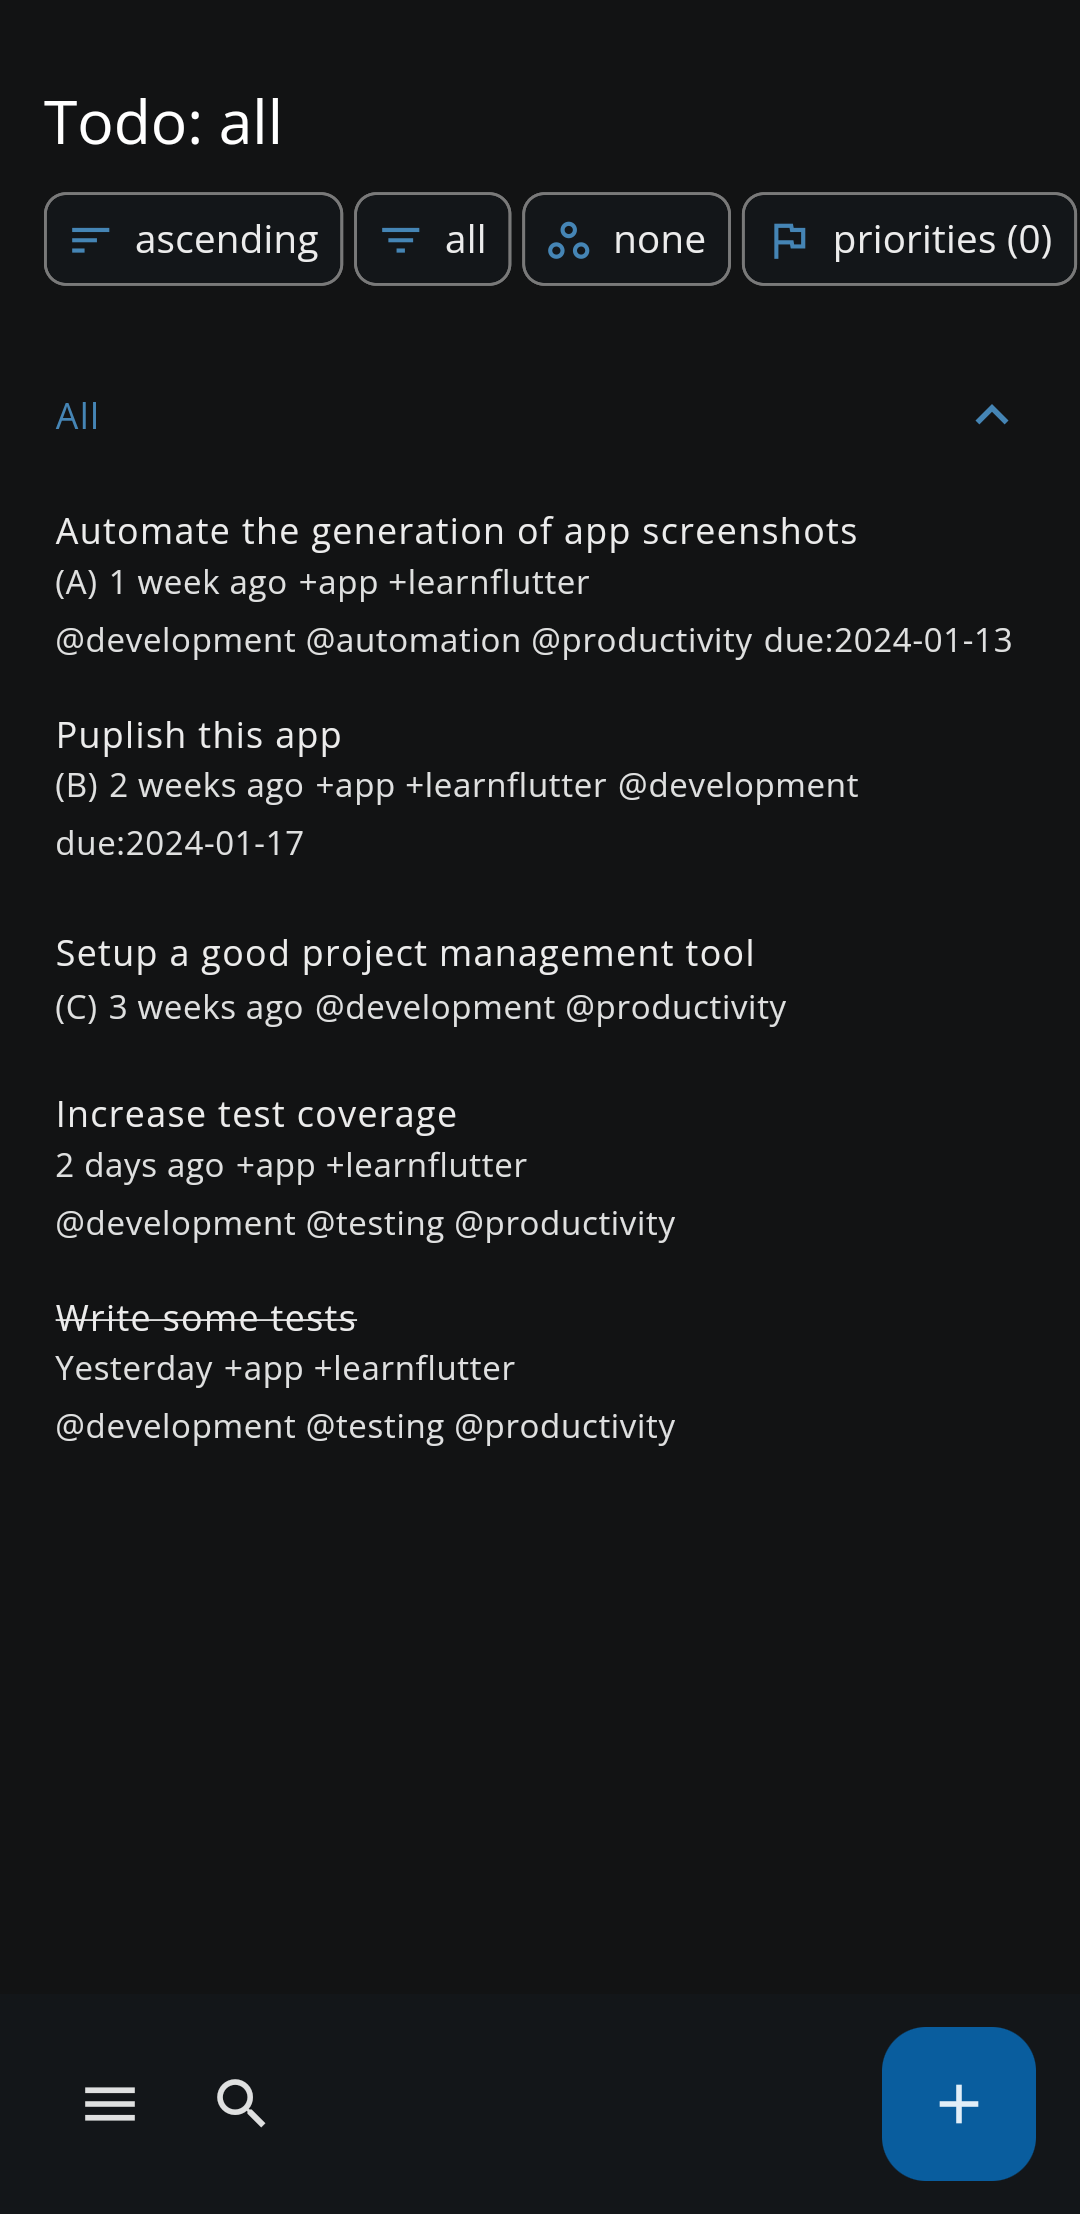 Todo: all
ascending all none priorities (0)
All
Automate the generation of app screenshots
(A) 1 week ago +app +learnflutter
@development @automation @productivity due:2024-01-13
Puplish this app
(B) 2 weeks ago +app +learnflutter @development
due:2024-01-17
Setup a good project management tool
(C) 3 weeks ago @development @productivity
Increase test coverage
2 days ago +app +learnflutter
@development @testing @productivity
Write some tests
Yesterday +app +learnflutter
@development @testing @productivity